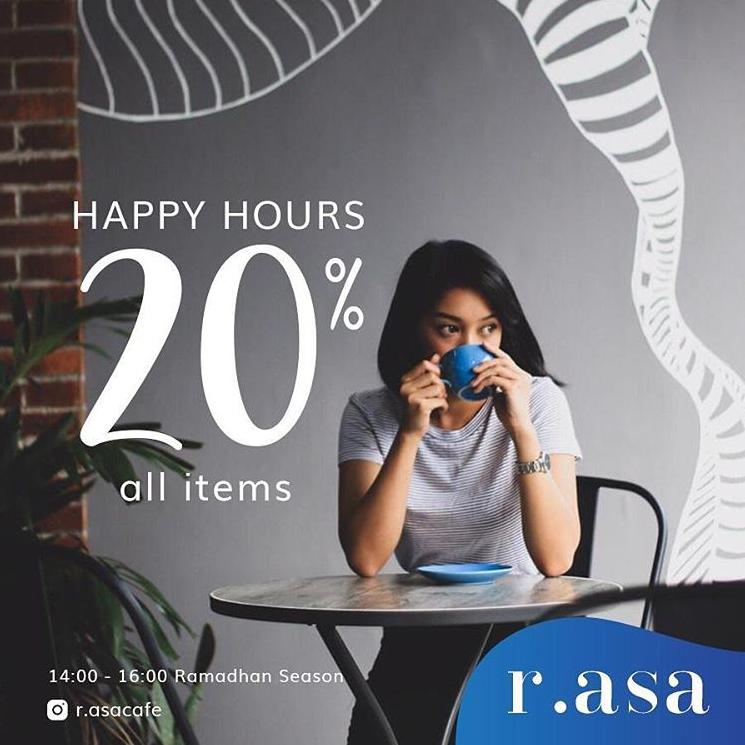 HAPPY HOURS
20%
all items
14:00 - 16:00 Ramadhan Season
r.asacafe
r.asa